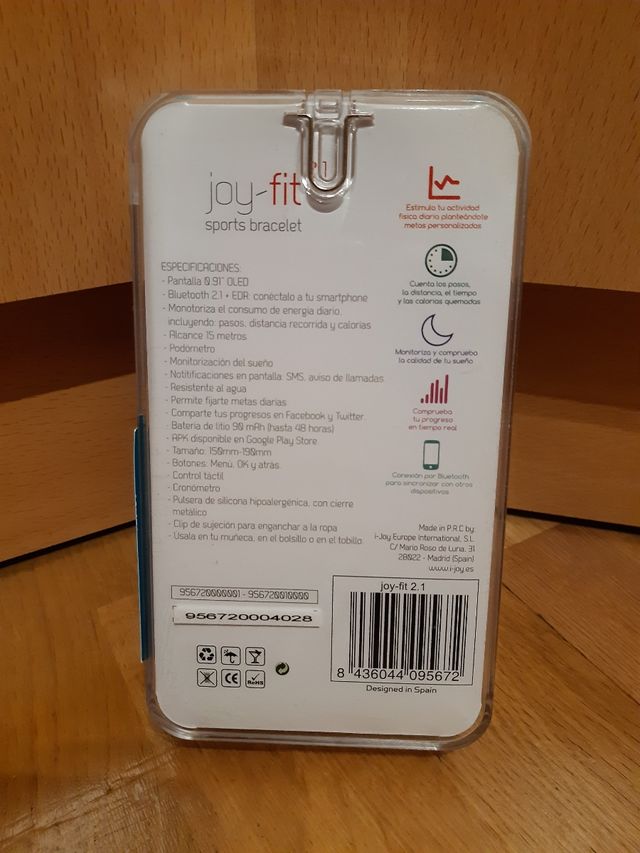 joy-fit
sports bracelet
ESPECIFICACIONES:
- Pantalla 0.91" OLED
- Bluetooth 2.1 + EDR: conéctalo a tu smartphone
- Monotoriza el consumo de energía diario,
incluyendo: pasos, distancia recorrida y calorías
- Alcance 15 metros
- Podómetro
- Monitorización del sueño
- Notitificaciones en pantalla: SMS, aviso de llamadas
- Resistente al agua
- Permite fijarte metas diarias
- Comparte tus progresos en Facebook y Twitter
- Batería de litio 90 mAh (hasta 48 horas)
- APK disponible en Google Play Store
- Tamaño: 150mm-190mm
- Botones: Menú, OK y atrás
- Control táctil
- Cronómetro
- Pulsera de silicona hipoalergénica, con cierre
metálico
- Clip de sujeción para enganchar a la ropa
- Úsala en tu muñeca, en el bolsillo o en el tobillo
956720000001 - 956720010000
956720004028
CE
RoHS
Estimula tu actividad
física diaria planteándote
metas personalizadas
Cuenta los pasos,
la distancia, el tiempo
y las calorías quemadas
Monitoriza y comprueba
la calidad de tu sueño
Comprueba
tu progreso
en tiempo real
Conexión por Bluetooth
para sincronizar con otros
dispositivos
Made in P.R.C by:
i-Joy Europe International, S.L.
C/ Mario Roso de Luna, 31
28022 - Madrid (Spain)
www.i-joy.es
joy-fit 2.1
8 436044 095672
Designed in Spain